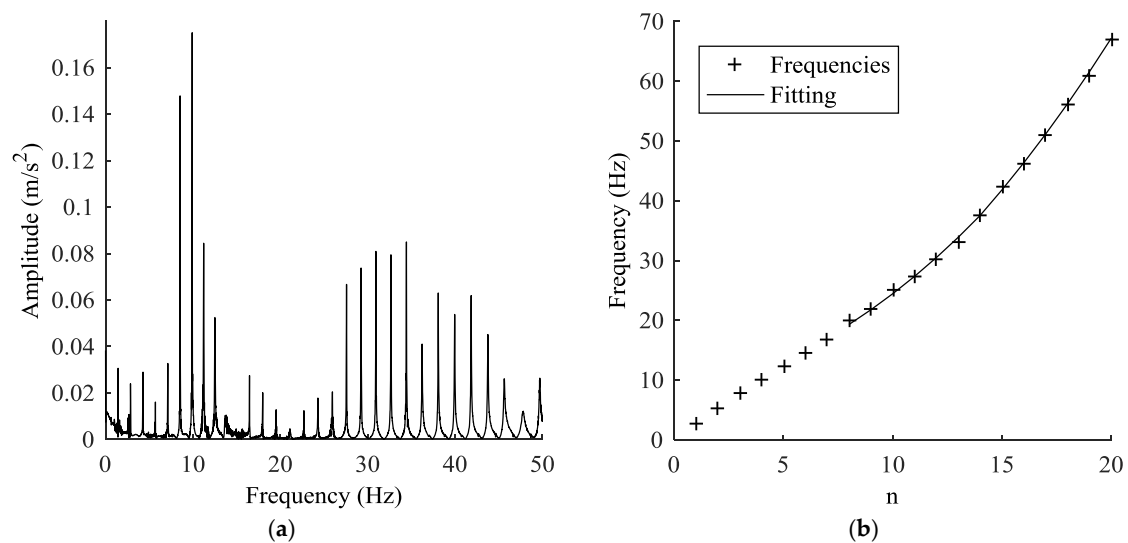 0.16
0.14
0.12
0.1
0.08
0.06
0.04
0.02
0
Amplitude (m/s²)
0 10 20 30 40 50
Frequency (Hz)
(a)
70
60
50
40
30
20
10
0
Frequency (Hz)
Frequencies
Fitting
0 5 10 15 20
n
(b)